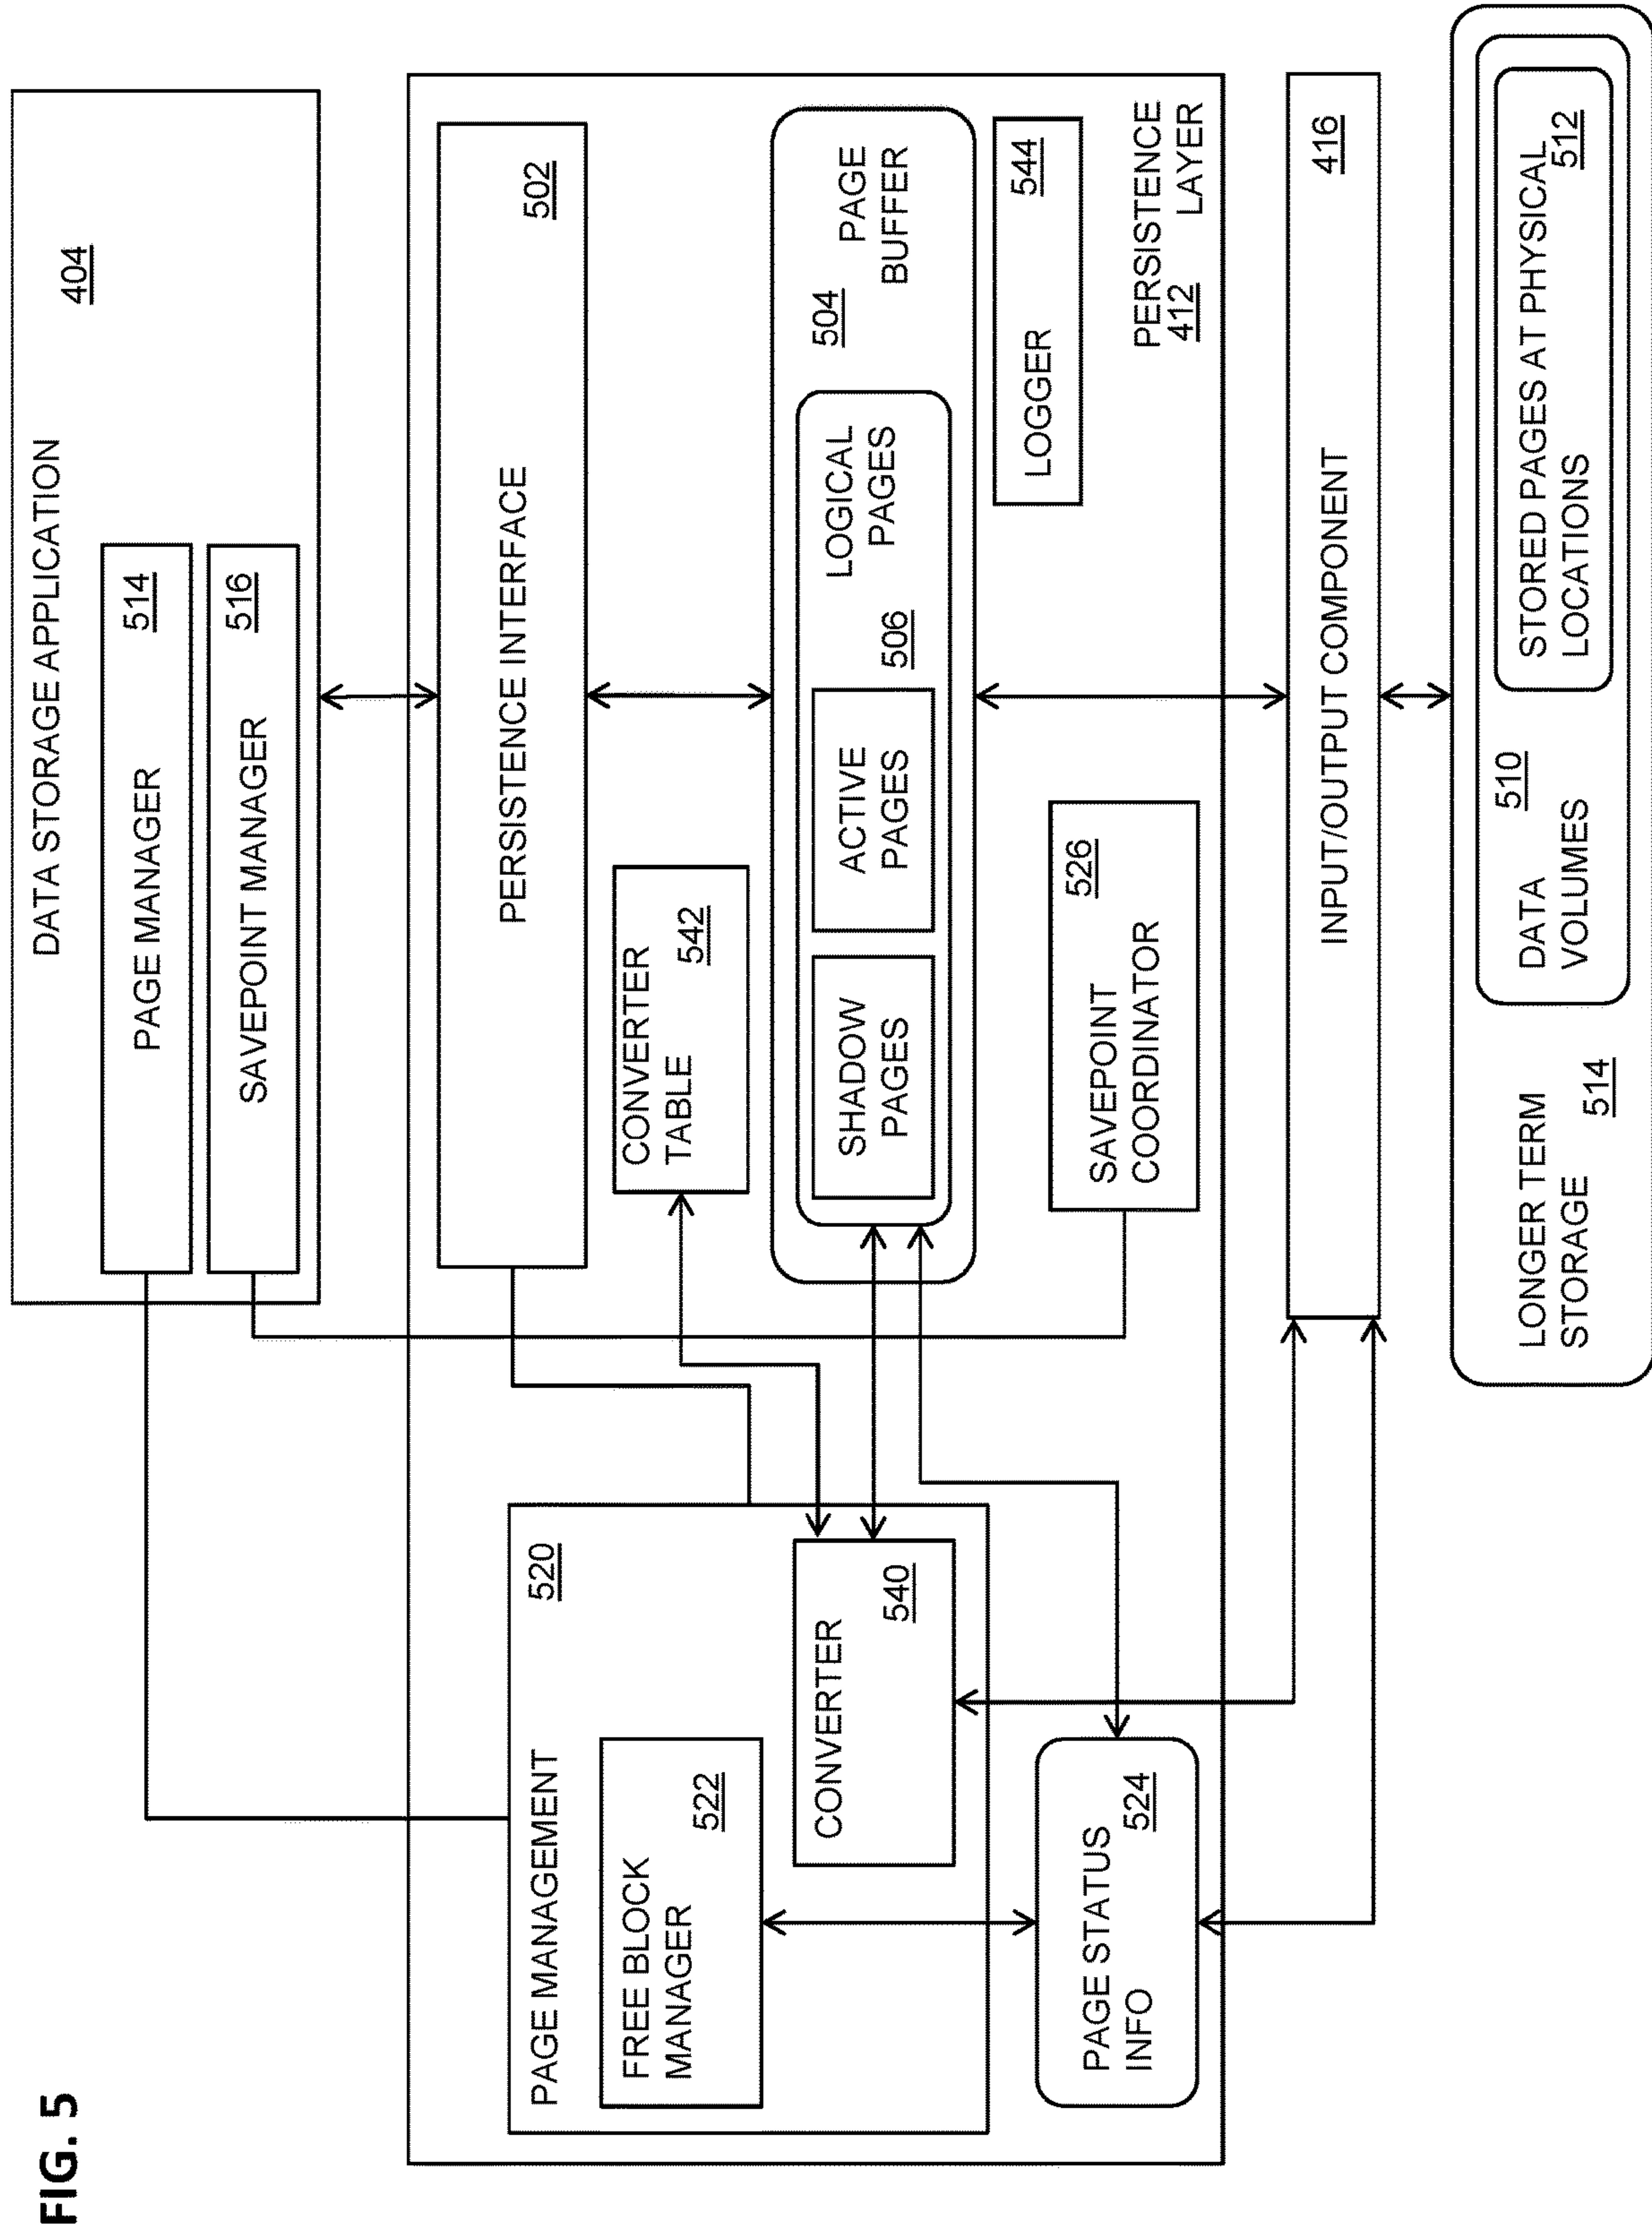 FIG. 5
DATA STORAGE APPLICATION
404
PAGE MANAGER
514
SAVEPOINT MANAGER
516
PERSISTENCE INTERFACE
502
PAGE MANAGEMENT
520
FREE BLOCK
MANAGER
522
CONVERTER
540
CONVERTER
TABLE
542
504
PAGE
BUFFER
LOGICAL
PAGES
506
SHADOW
PAGES
ACTIVE
PAGES
PAGE STATUS
INFO
524
SAVEPOINT
COORDINATOR
526
LOGGER
544
PERSISTENCE
412 LAYER
INPUT/OUTPUT COMPONENT
416
LONGER TERM
STORAGE
514
DATA
VOLUMES
510
STORED PAGES AT PHYSICAL
LOCATIONS
512